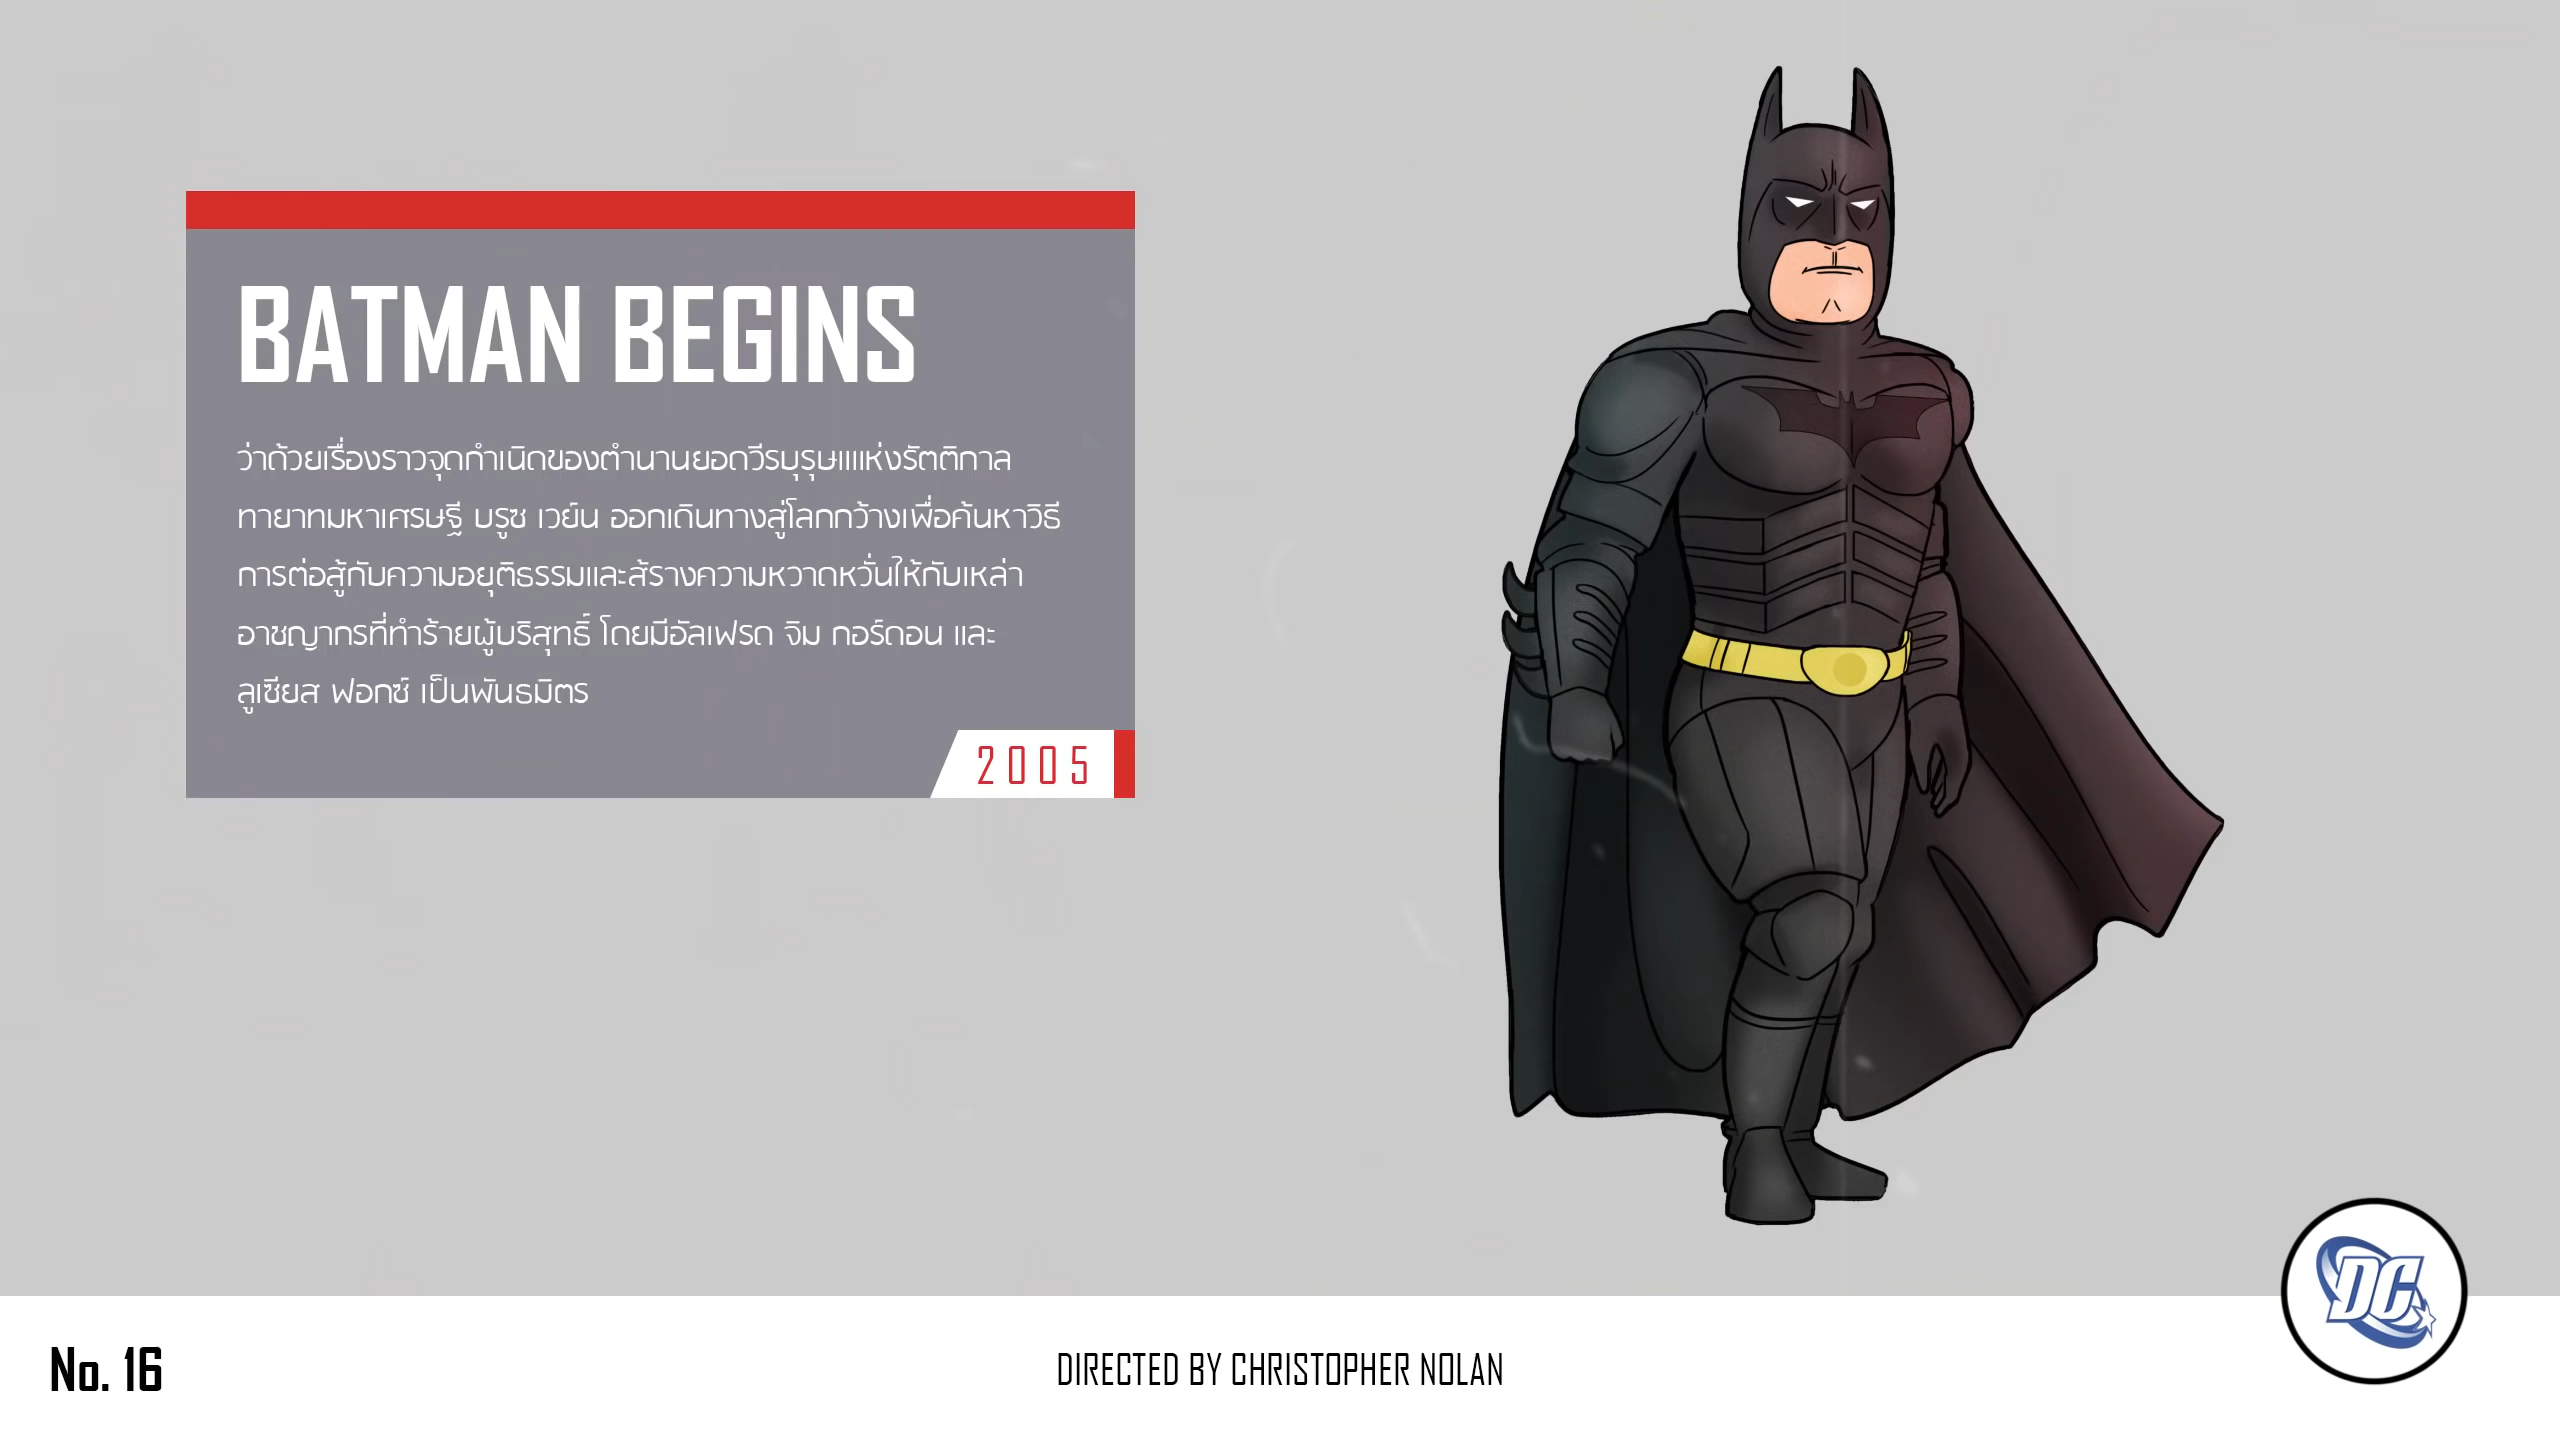 BATMAN BEGINS
ว่าด้วยเรื่องราวจุดกำเนิดของตำนานยอดวีรบุรุษแแห่งรัตติกาล
ทายาทมหาเศรษฐี บรูซ เวย์น ออกเดินทางสู่โลกกว้างเพื่อค้นหาวิธี
การต่อสู้กับความอยุติธรรมและสร้างความหวาดหวั่นให้กับเหล่า
อาชญากรที่ทำร้ายผู้บริสุทธิ์ โดยมีอัลเฟรด จิม กอร์ดอน และ
ลูเซียส ฟอกซ์ เป็นพันธมิตร
2005
DC
No. 16
DIRECTED BY CHRISTOPHER NOLAN